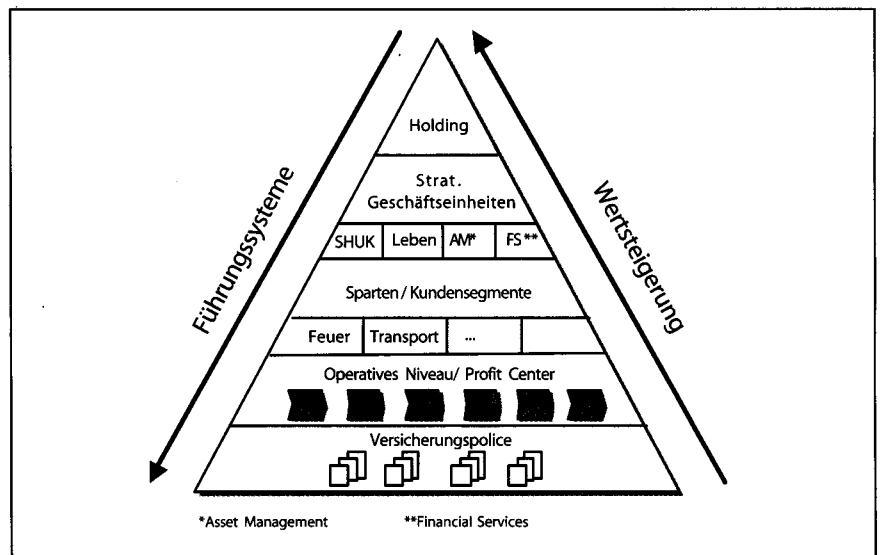 Holding
Strat.
Geschäftseinheiten
SHUK Leben AM* FS**
Sparten / Kundensegmente
Feuer Transport ...
Operatives Niveau/ Profit Center
Versicherungspolice
Führungssysteme
Wertsteigerung
*Asset Management **Financial Services